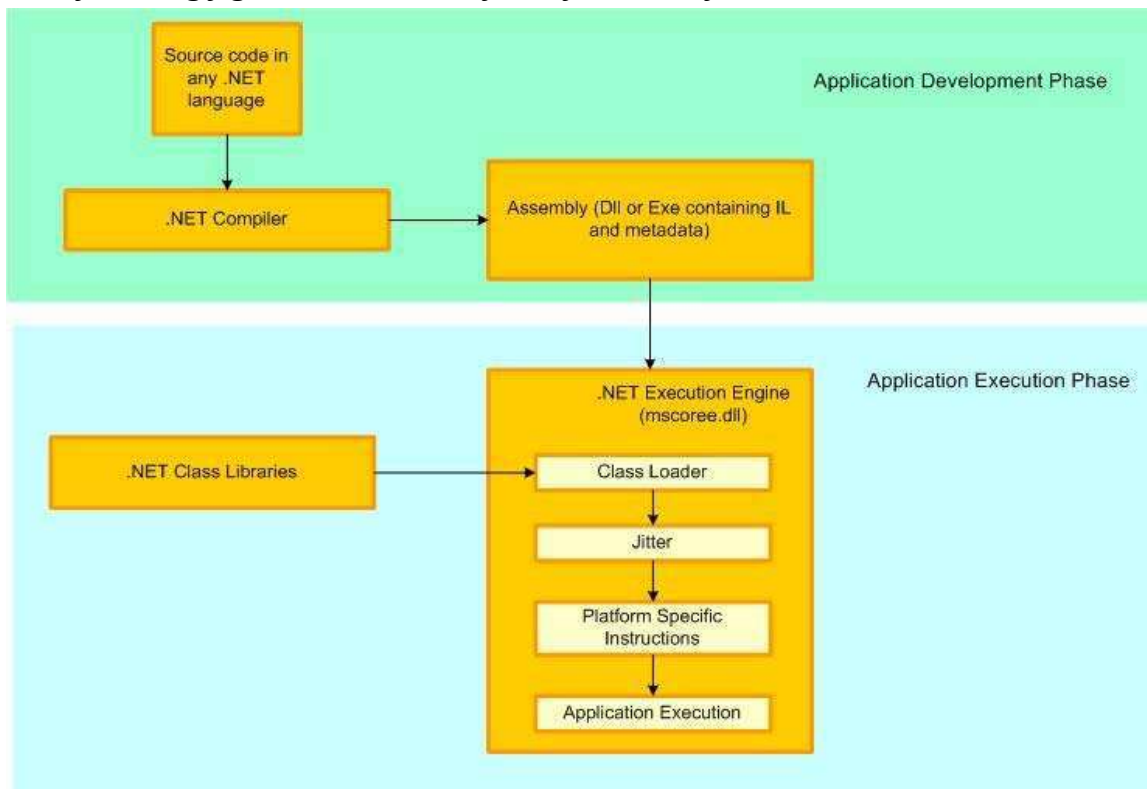 Source code in
any .NET
language
Application Development Phase
.NET Compiler
Assembly (Dll or Exe containing IL
and metadata)
Application Execution Phase
.NET Execution Engine
(mscoree.dll)
.NET Class Libraries
Class Loader
Jitter
Platform Specific
Instructions
Application Execution